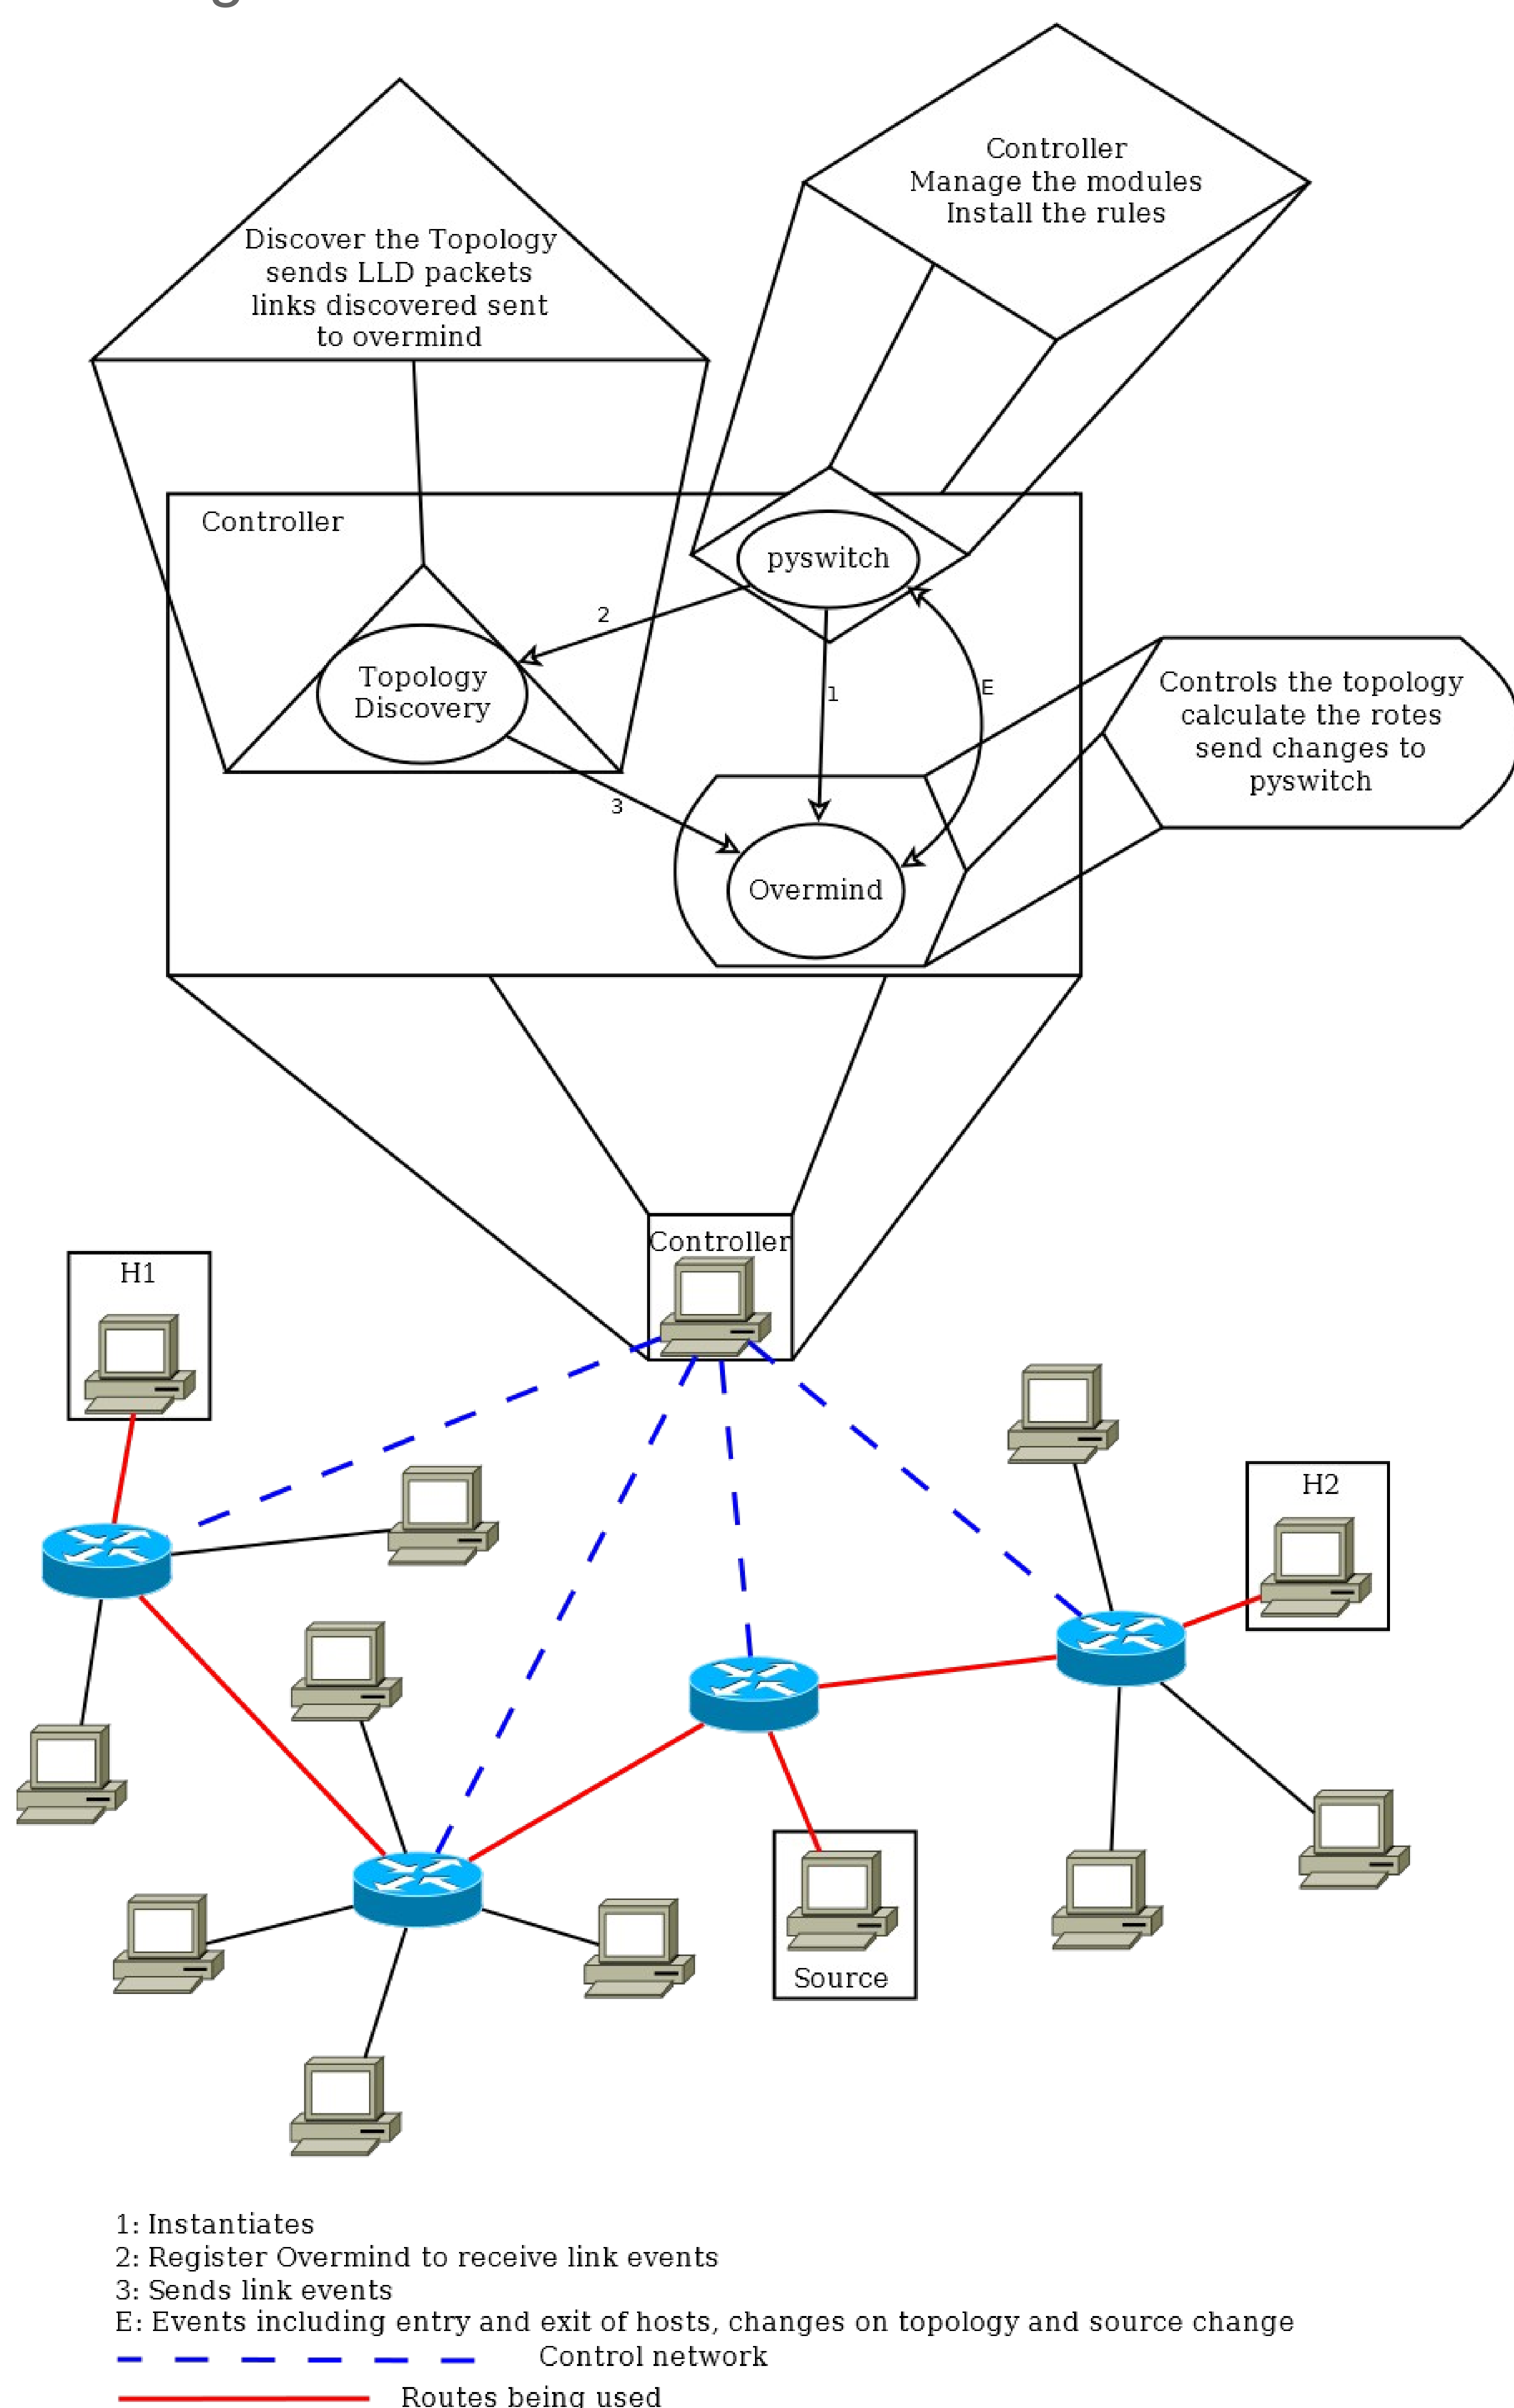 Controller
Manage the modules
Install the rules
Discover the Topology
sends LLD packets
links discovered sent
to overmind
Controller
pyswitch
2
Topology
Discovery
1
E
Controls the topology
calculate the rotes
send changes to
pyswitch
3
Overmind
Controller
H1
H2
Source
1: Instantiates
2: Register Overmind to receive link events
3: Sends link events
E: Events including entry and exit of hosts, changes on topology and source change
Control network
Routes being used